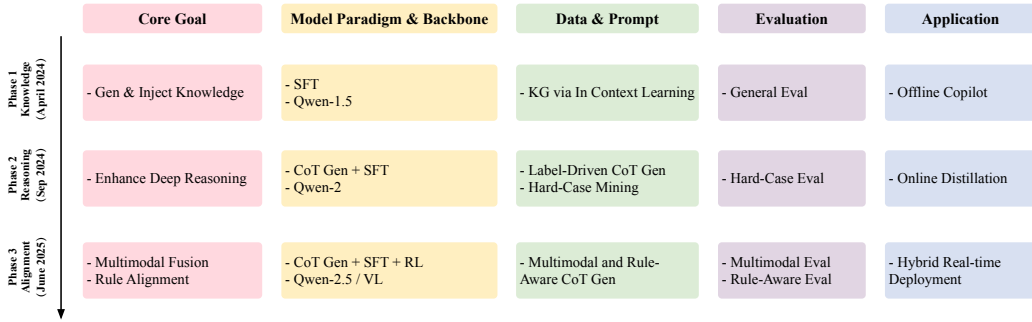 Core Goal
Model Paradigm & Backbone
Data & Prompt
Evaluation
Application
Phase 1
Knowledge
(April 2024)
- Gen & Inject Knowledge
- SFT
- Qwen-1.5
- KG via In Context Learning
- General Eval
- Offline Copilot
Phase 2
Reasoning
(Sep 2024)
- Enhance Deep Reasoning
- CoT Gen + SFT
- Qwen-2
- Label-Driven CoT Gen
- Hard-Case Mining
- Hard-Case Eval
- Online Distillation
Phase 3
Alignment
(June 2025)
- Multimodal Fusion
- Rule Alignment
- CoT Gen + SFT + RL
- Qwen-2.5 / VL
- Multimodal and Rule-
Aware CoT Gen
- Multimodal Eval
- Rule-Aware Eval
- Hybrid Real-time
Deployment